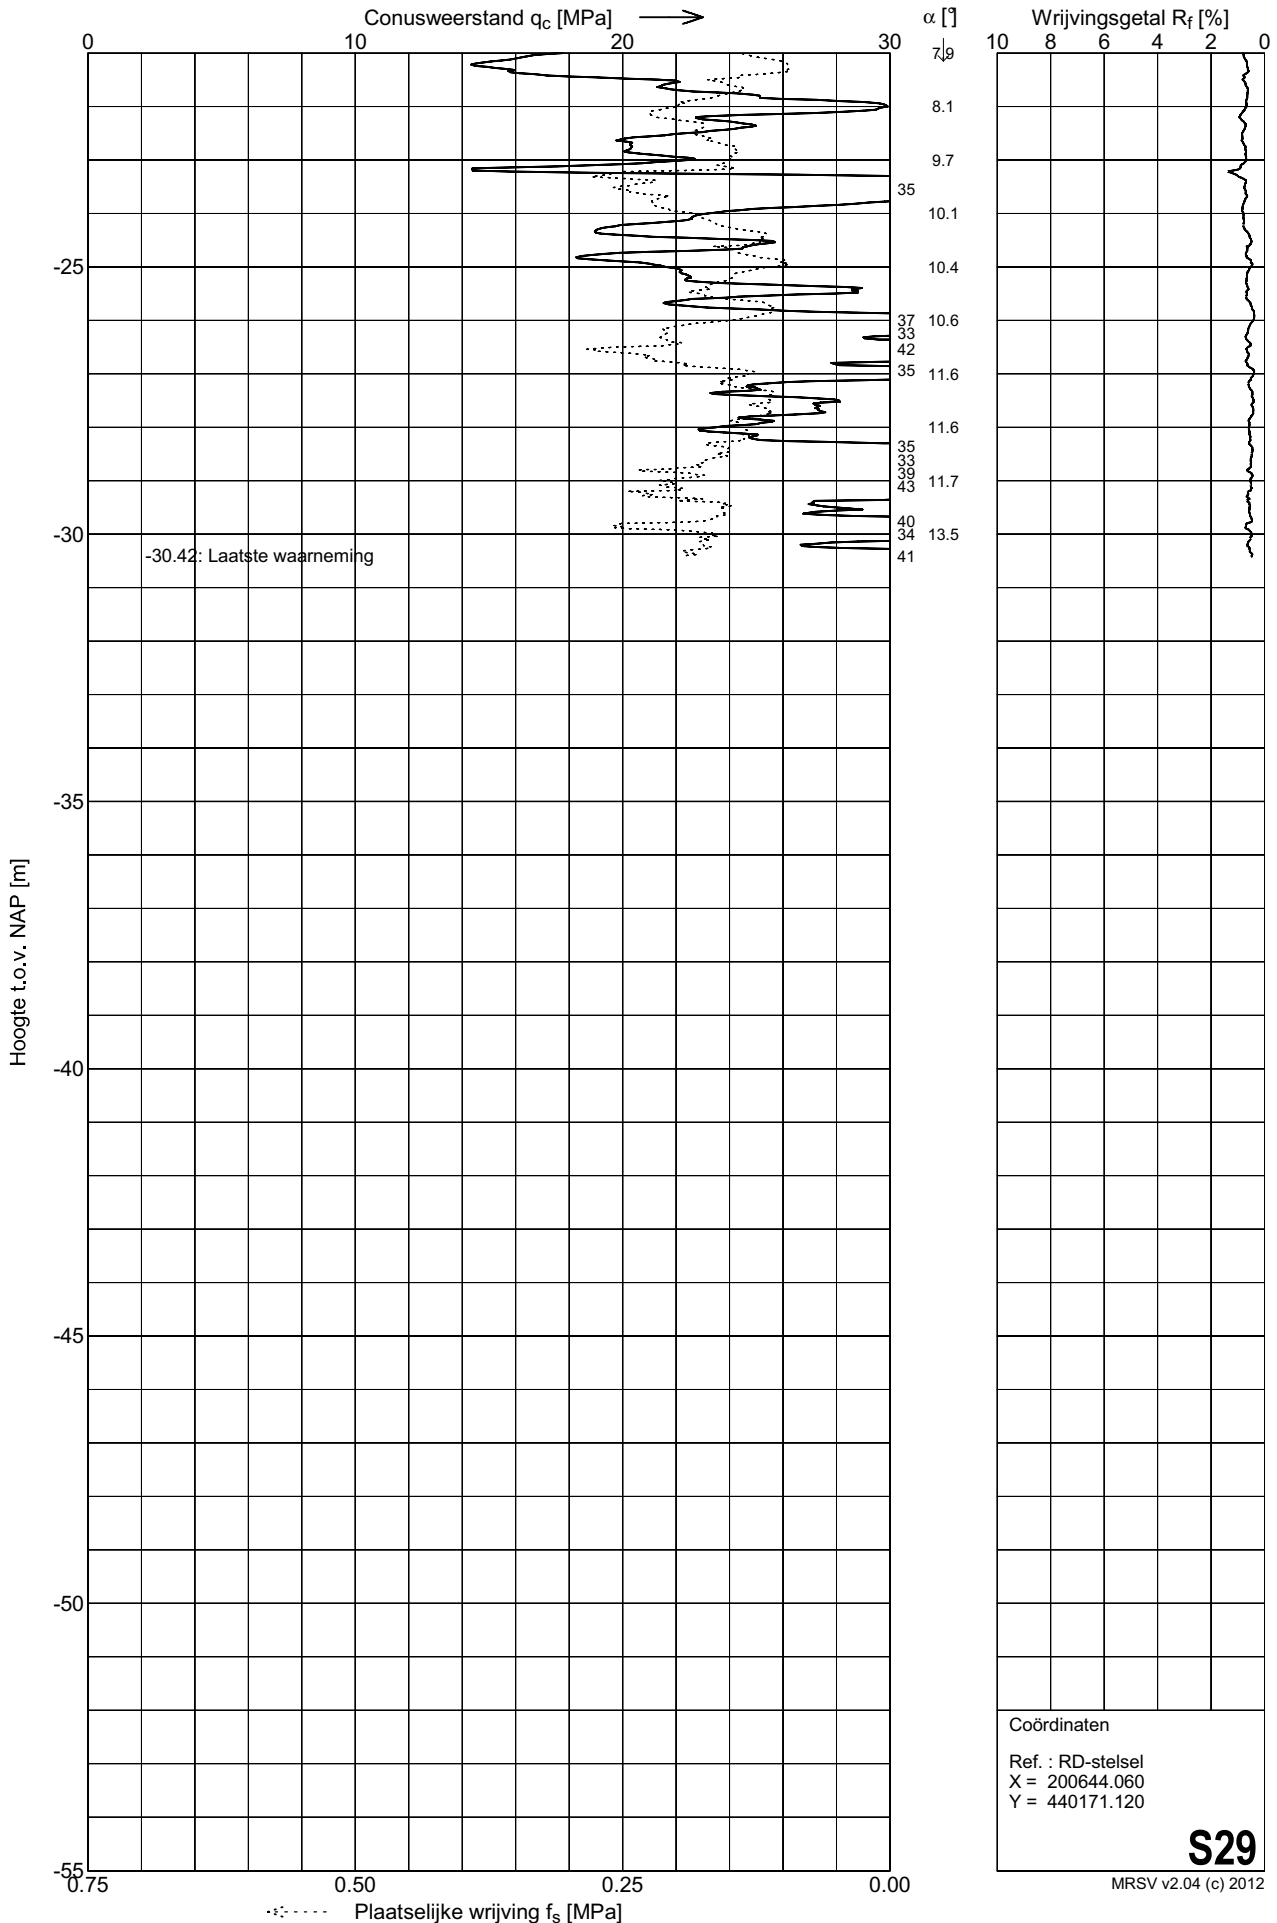 Conusweerstand qc [MPa]
α [°]
Wrijvingsgetal Rf [%]
0 10 20 30
10 8 6 4 2 0
7.9
8.1
9.7
35
10.1
-25
10.4
37 10.6
33
42
35 11.6
11.6
35
33
39
43 11.7
40
-30
34 13.5
-30.42: Laatste waarneming
41
-35
Hoogte t.o.v. NAP [m]
-40
-45
-50
Coördinaten
Ref. : RD-stelsel
X = 200644.060
Y = 440171.120
S29
-55
0.75 0.50 0.25 0.00
MRSV v2.04 (c) 2012
Plaatselijke wrijving fs [MPa]